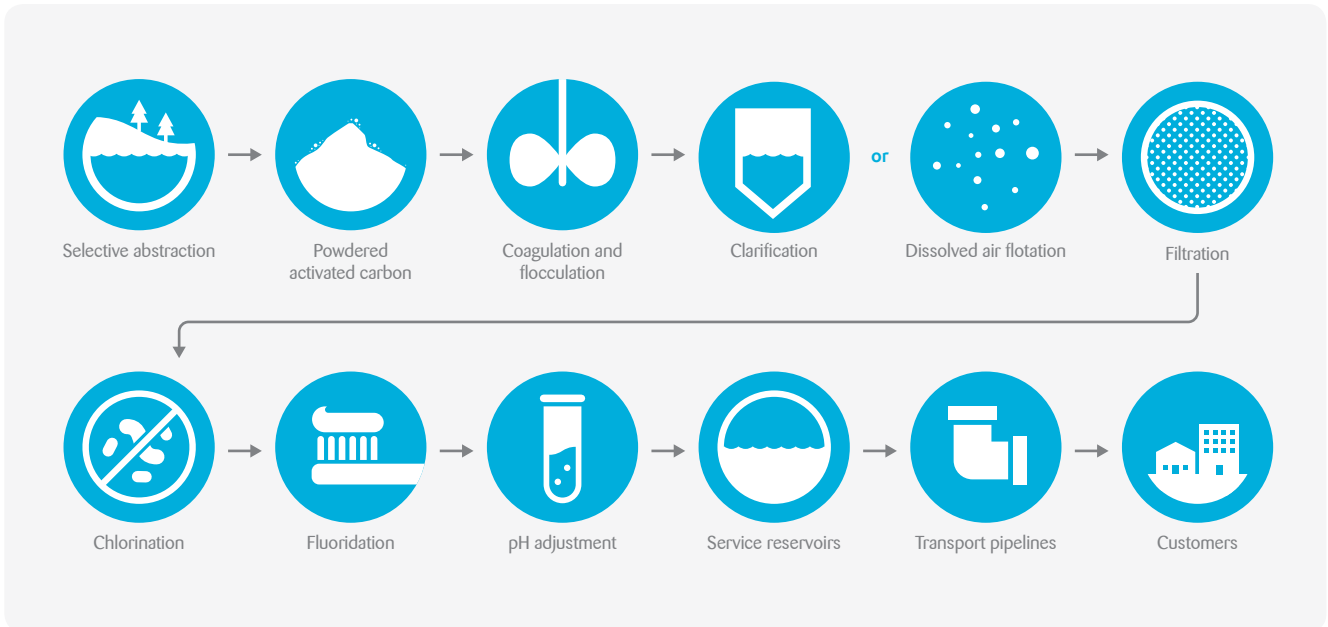 Selective abstraction
Powdered
activated carbon
Coagulation and
flocculation
Clarification
or
Dissolved air flotation
Filtration
Chlorination
Fluoridation
pH adjustment
Service reservoirs
Transport pipelines
Customers